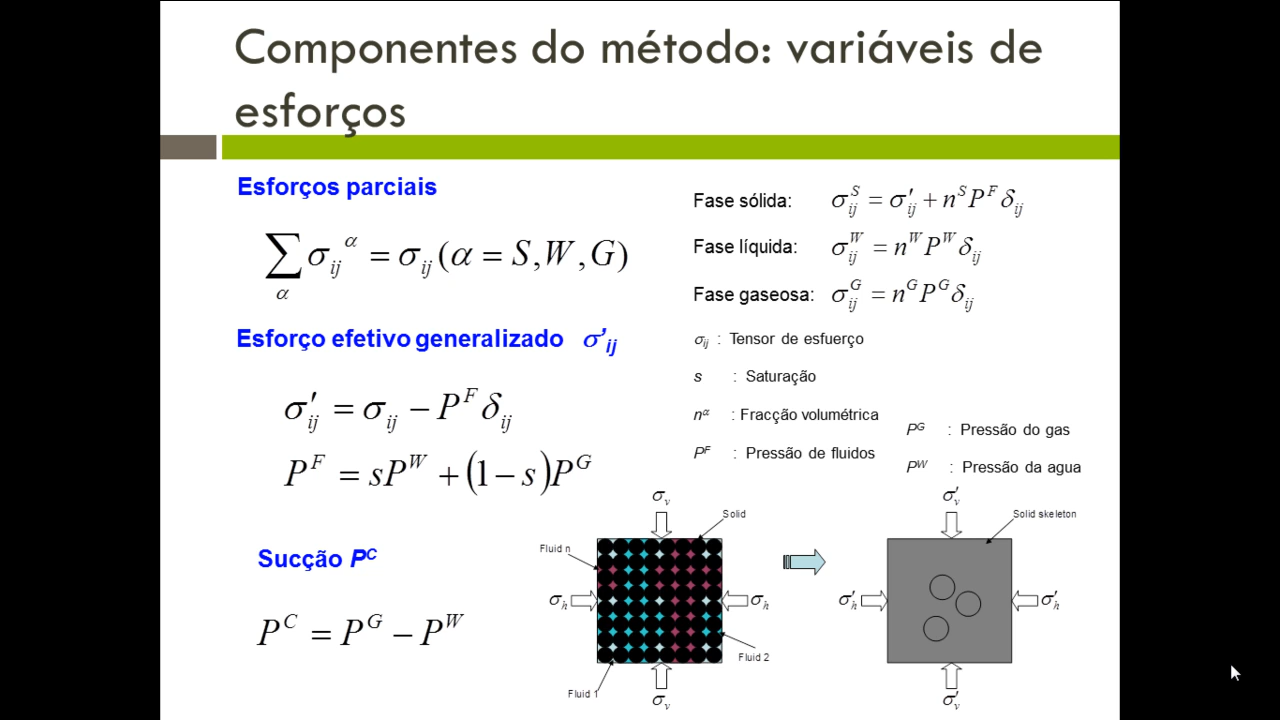 Componentes do método: variáveis de
esforços
Esforços parciais
∑_α σ_ij^α = σ_ij (α = S, W, G)
Fase sólida: σ_ij^S = σ'_ij + n^S P^F δ_ij
Fase líquida: σ_ij^W = n^W P^W δ_ij
Fase gaseosa: σ_ij^G = n^G P^G δ_ij
Esforço efetivo generalizado σ'_ij
σ'_ij = σ_ij − P^F δ_ij
P^F = sP^W + (1 − s)P^G
σ_ij : Tensor de esfuerço
s : Saturação
n^α : Fracção volumétrica
P^F : Pressão de fluidos
P^G : Pressão do gas
P^W : Pressão da agua
Sucção P^C
P^C = P^G − P^W
σ_v
Solid
Fluid n
σ_h
σ_h
Fluid 2
Fluid 1
σ_v
σ'_v
Solid skeleton
σ'_h
σ'_h
σ'_v